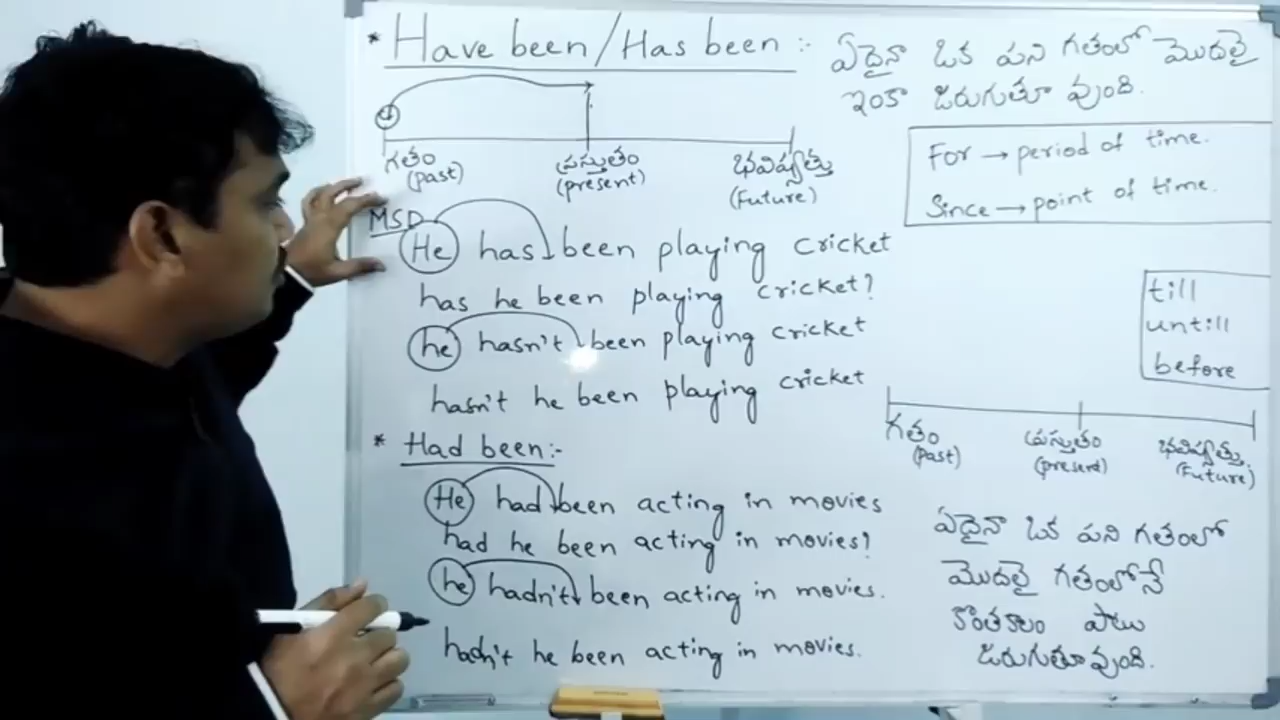 * Have been / Has been :-
ఏదైనా ఒక పని గతంలో మొదలై
ఇంకా జరుగుతూ వుంది.
గతం
(past)
ప్రస్తుతం
(present)
భవిష్యత్తు
(Future)
For → period of time.
Since → point of time.
MSD
He has been playing cricket
has he been playing cricket?
he hasn't been playing cricket
hasn't he been playing cricket
till
untill
before
గతం
(past)
ప్రస్తుతం
(present)
భవిష్యత్తు
(Future)
* Had been:-
He had been acting in movies
had he been acting in movies?
he hadn't been acting in movies.
hadn't he been acting in movies.
ఏదైనా ఒక పని గతంలో
మొదలై గతంలోనే
కొంతకాలం పాటు
జరుగుతూ వుంది.